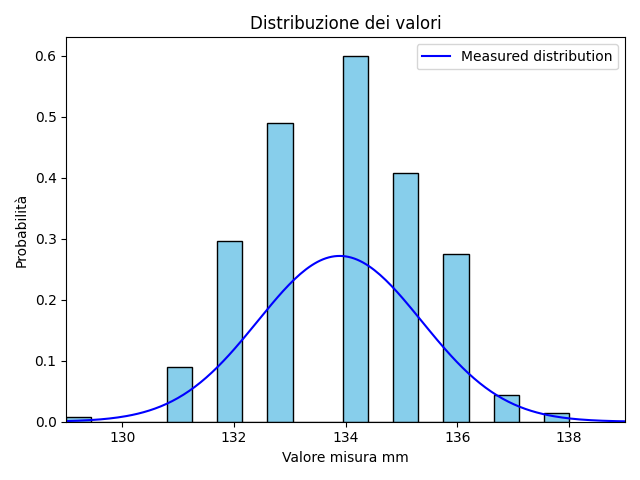 Distribuzione dei valori
Measured distribution
0.6
0.5
0.4
0.3
0.2
0.1
0.0
Probabilità
130 132 134 136 138
Valore misura mm